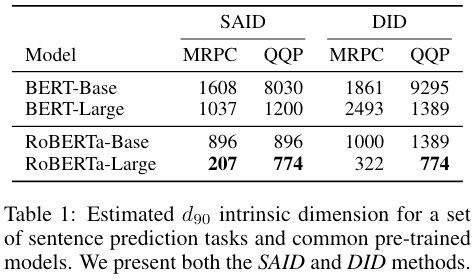 SAID DID
Model MRPC QQP MRPC QQP
BERT-Base 1608 8030 1861 9295
BERT-Large 1037 1200 2493 1389
RoBERTa-Base 896 896 1000 1389
RoBERTa-Large 207 774 322 774
Table 1: Estimated d90 intrinsic dimension for a set
of sentence prediction tasks and common pre-trained
models. We present both the SAID and DID methods.